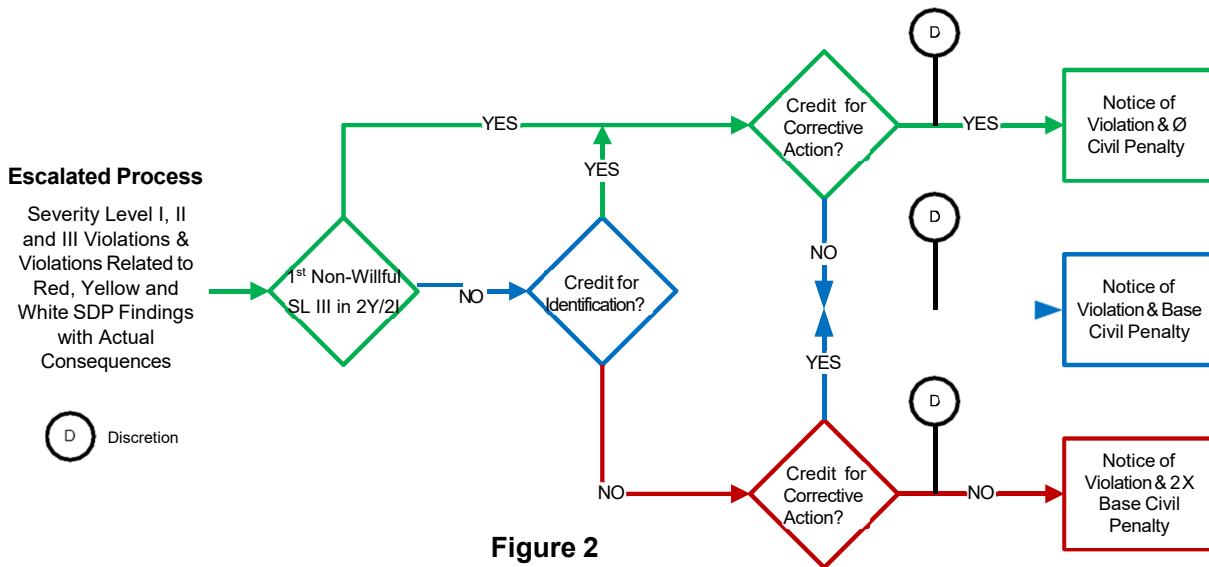 Escalated Process
Severity Level I, II
and III Violations &
Violations Related to
Red, Yellow and
White SDP Findings
with Actual
Consequences
D Discretion
1st Non-Willful
SL III in 2Y/2I
YES
NO
Credit for
Identification?
YES
NO
Credit for
Corrective
Action?
YES
NO
D
Notice of
Violation & Ø
Civil Penalty
D
Notice of
Violation & Base
Civil Penalty
YES
Credit for
Corrective
Action?
NO
D
Notice of
Violation & 2X
Base Civil
Penalty
Figure 2